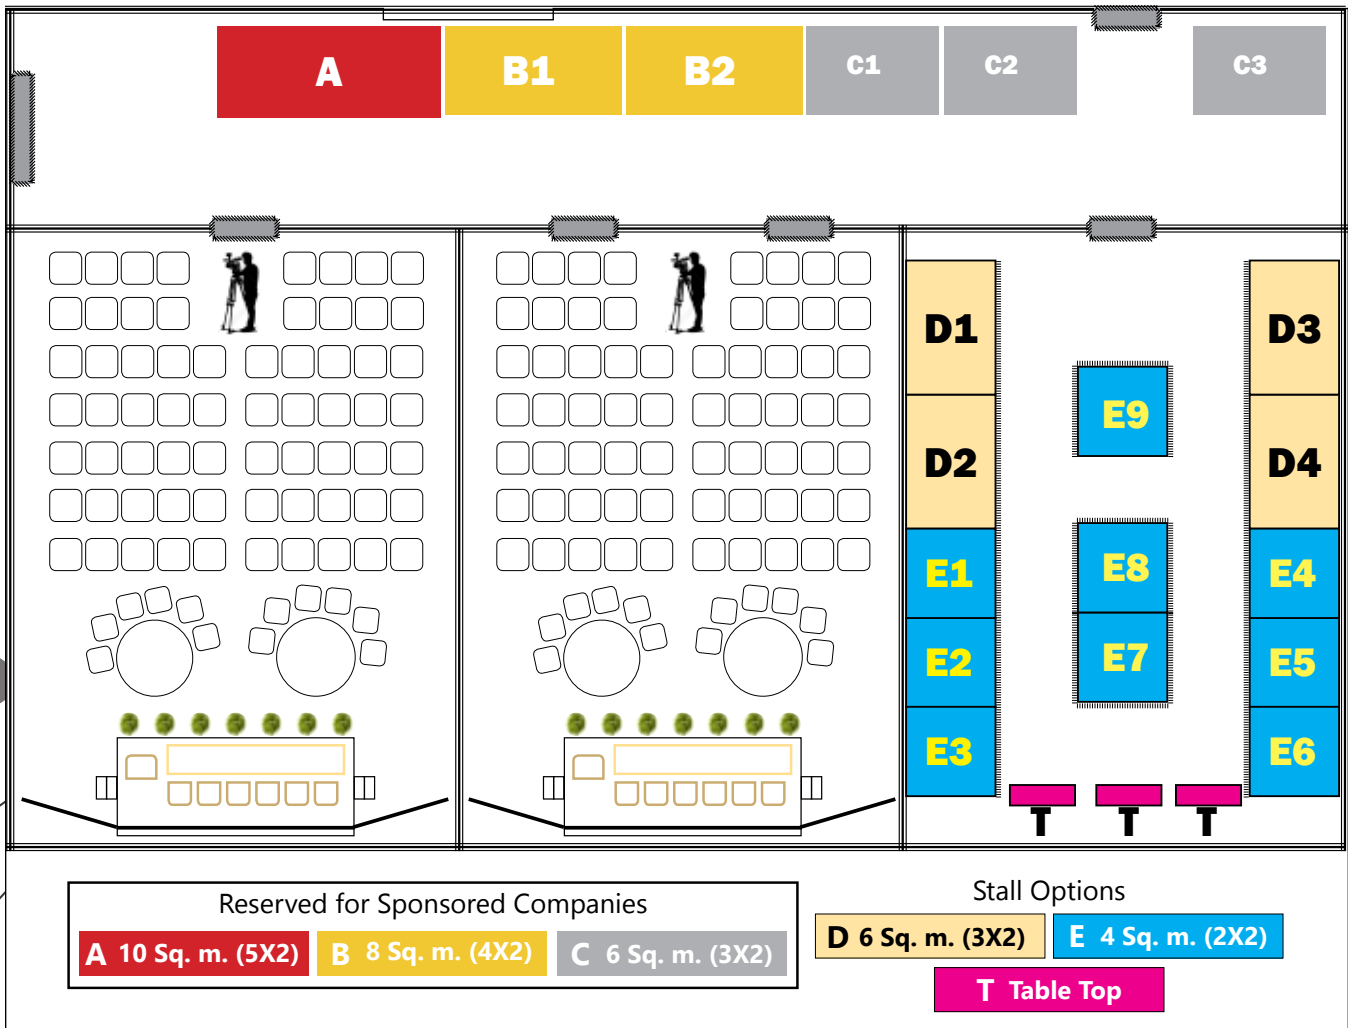 A
B1
B2
C1
C2
C3
D1
D3
E9
D2
D4
E1
E8
E4
E2
E7
E5
E3
E6
T
T
T
Reserved for Sponsored Companies
A 10 Sq. m. (5X2)
B 8 Sq. m. (4X2)
C 6 Sq. m. (3X2)
Stall Options
D 6 Sq. m. (3X2)
E 4 Sq. m. (2X2)
T Table Top